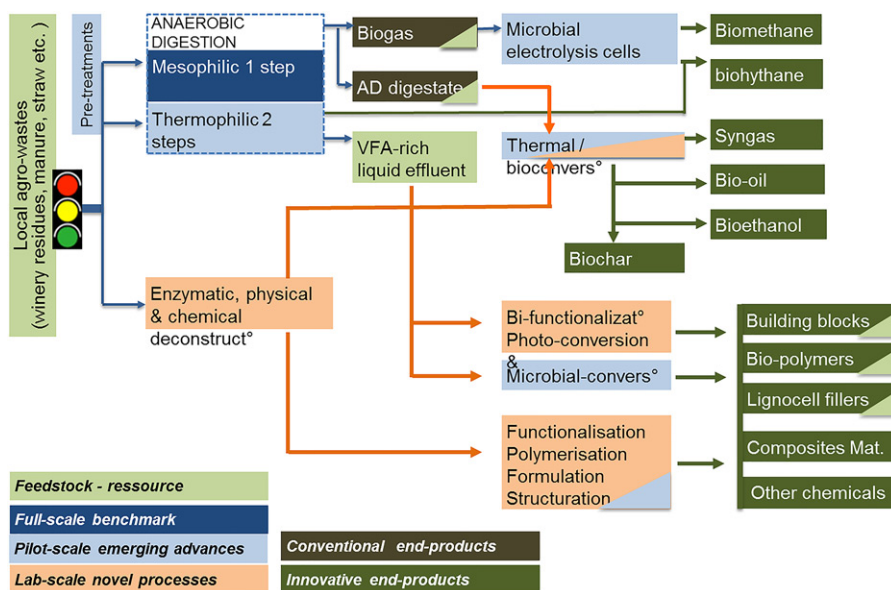 Local agro-wastes
(winery residues, manure, straw etc. )
Pre-treatments
ANAEROBIC
DIGESTION
Mesophilic 1 step
Thermophilic 2
steps
Biogas
AD digestate
VFA-rich
liquid effluent
Microbial
electrolysis cells
Thermal /
bioconvers°
Biomethane
biohythane
Syngas
Bio-oil
Bioethanol
Biochar
Enzymatic, physical
& chemical
deconstruct°
Bi-functionalizat°
Photo-conversion
&
Microbial-convers°
Functionalisation
Polymerisation
Formulation
Structuration
Building blocks
Bio-polymers
Lignocell fillers
Composites Mat.
Other chemicals
Feedstock - ressource
Full-scale benchmark
Pilot-scale emerging advances
Lab-scale novel processes
Conventional end-products
Innovative end-products